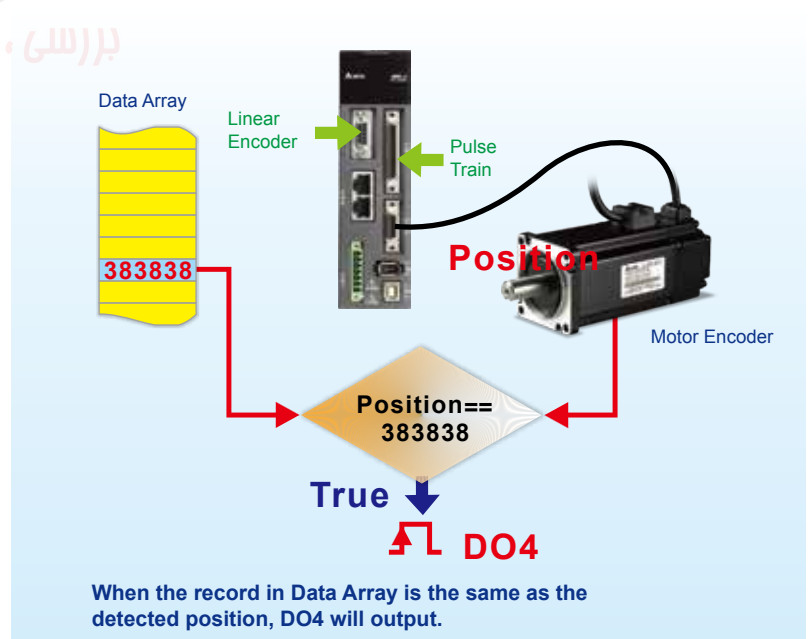 بررسی
Data Array
Linear
Encoder
Pulse
Train
383838
Position
Motor Encoder
Position==
383838
True
DO4
When the record in Data Array is the same as the
detected position, DO4 will output.